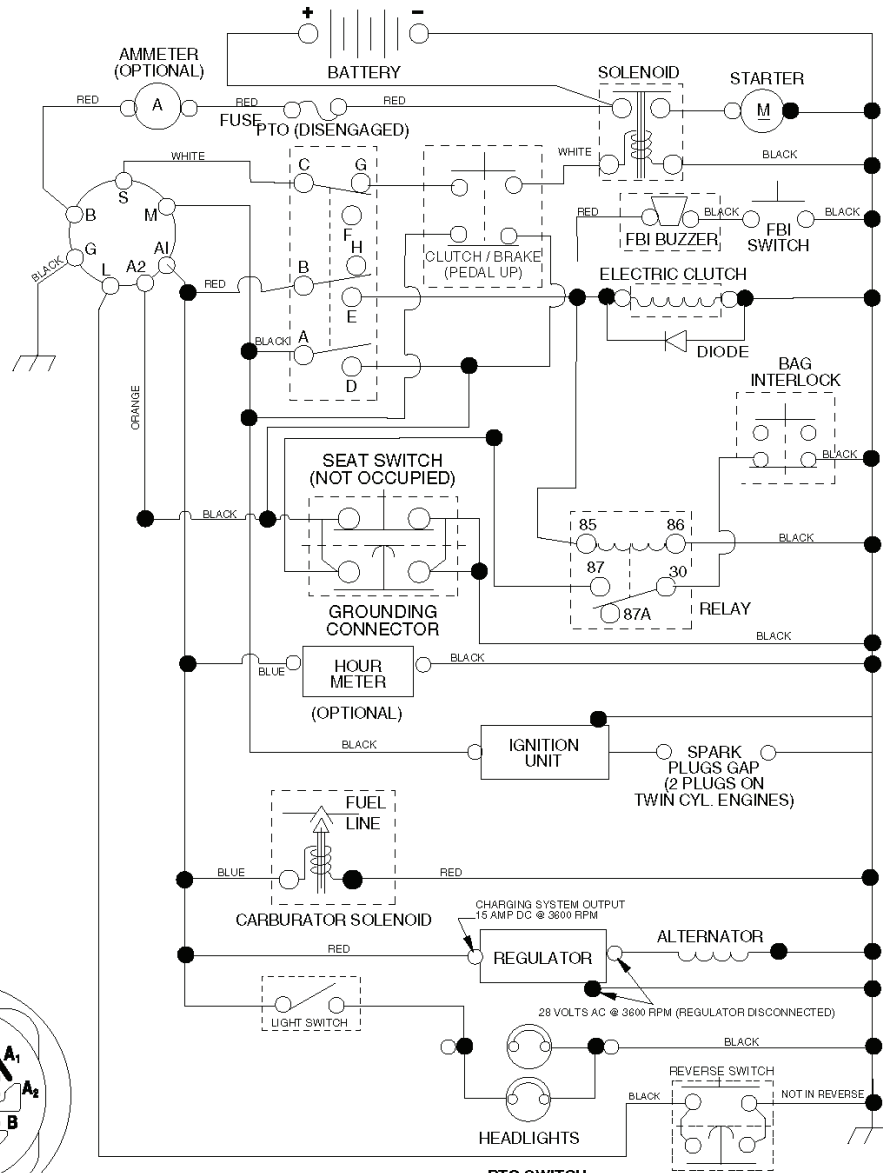 + −
BATTERY
AMMETER
(OPTIONAL)
A
RED
RED
FUSE
RED
SOLENOID
STARTER
M
PTO (DISENGAGED)
WHITE
WHITE
BLACK
S
B
M
G
A1
L
A2
C
G
F
H
B
E
A
D
CLUTCH / BRAKE
(PEDAL UP)
RED
FBI BUZZER
BLACK
FBI
SWITCH
BLACK
BLACK
RED
BLACK
ELECTRIC CLUTCH
DIODE
BAG
INTERLOCK
BLACK
ORANGE
SEAT SWITCH
(NOT OCCUPIED)
BLACK
85
86
BLACK
87
30
87A
RELAY
GROUNDING
CONNECTOR
BLACK
BLUE
HOUR
METER
BLACK
(OPTIONAL)
BLACK
IGNITION
UNIT
SPARK
PLUGS GAP
(2 PLUGS ON
TWIN CYL. ENGINES)
FUEL
LINE
BLUE
RED
CARBURATOR SOLENOID
CHARGING SYSTEM OUTPUT
15 AMP DC @ 3600 RPM
RED
REGULATOR
ALTERNATOR
28 VOLTS AC @ 3600 RPM (REGULATOR DISCONNECTED)
LIGHT SWITCH
BLACK
A1
A2
B
HEADLIGHTS
REVERSE SWITCH
BLACK
NOT IN REVERSE
PTO SWITCH